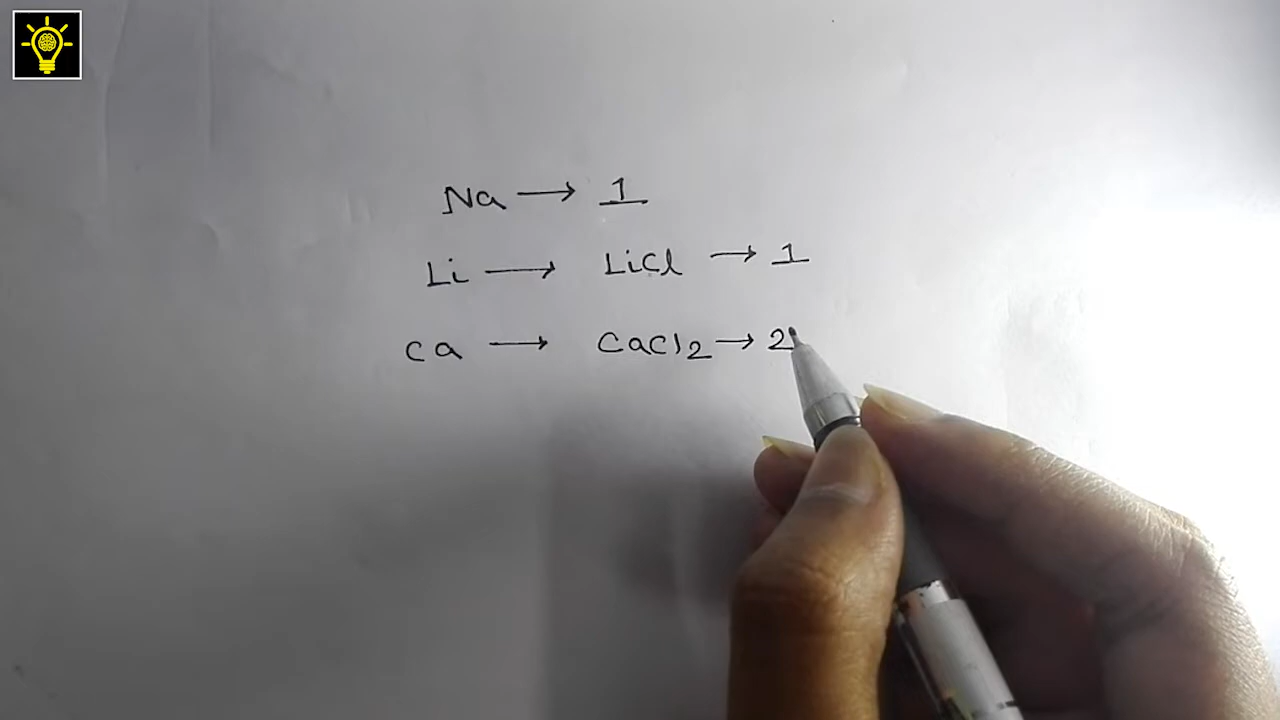 Na → 1
Li → LiCl → 1
ca → CaCl2 → 2